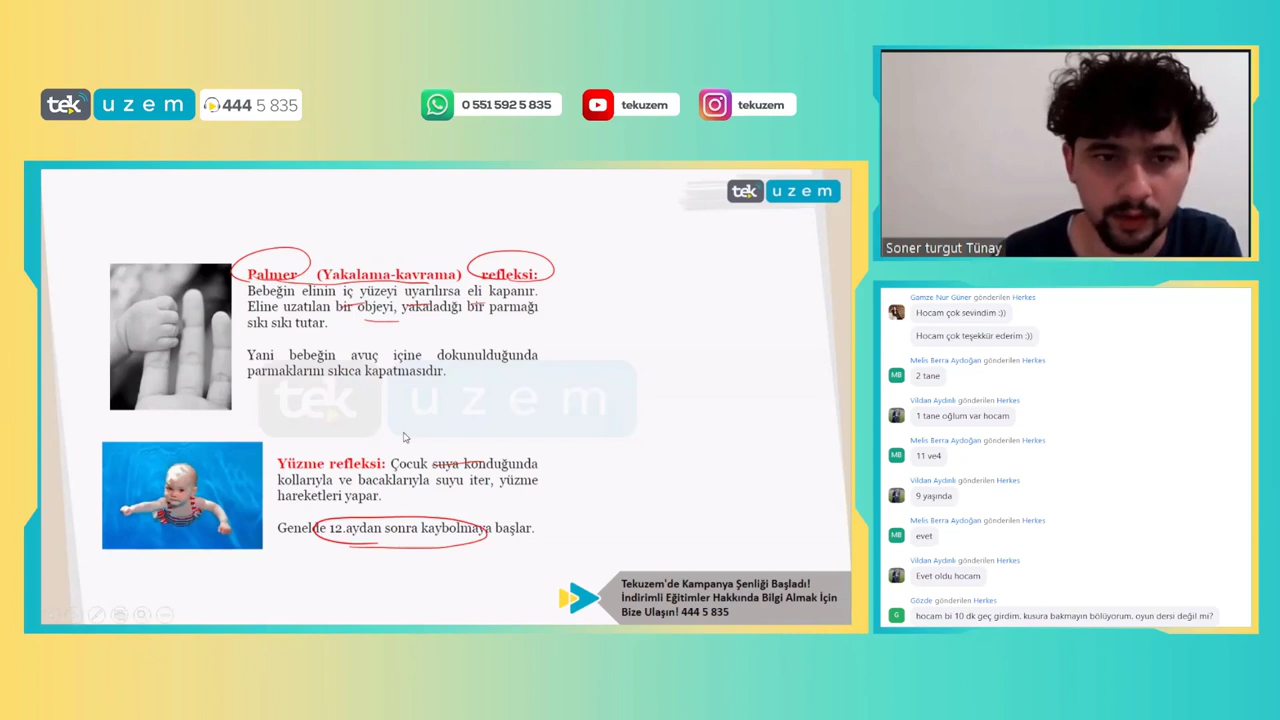 tek uzem 444 5 835
0 551 592 5 835
tekuzem
tekuzem
tek uzem
Palmer (Yakalama-kavrama) refleksi:
Bebeğin elinin iç yüzeyi uyarılırsa eli kapanır.
Eline uzatılan bir objeyi, yakaladığı bir parmağı
sıkı sıkı tutar.
Yani bebeğin avuç içine dokunulduğunda
parmaklarını sıkıca kapatmasıdır.
tek uzem
Yüzme refleksi: Çocuk suya konduğunda
kollarıyla ve bacaklarıyla suyu iter, yüzme
hareketleri yapar.
Genelde 12.aydan sonra kaybolmaya başlar.
Tekuzem'de Kampanya Şenliği Başladı!
İndirimli Eğitimler Hakkında Bilgi Almak İçin
Bize Ulaşın! 444 5 835
Soner turgut Tünay
Gamze Nur Güner gönderilen Herkes
Hocam çok sevindim :))
Hocam çok teşekkür ederim :))
Melis Berra Aydoğan gönderilen Herkes
MB 2 tane
Vildan Aydınlı gönderilen Herkes
1 tane oğlum var hocam
Melis Berra Aydoğan gönderilen Herkes
MB 11 ve4
Vildan Aydınlı gönderilen Herkes
9 yaşında
Melis Berra Aydoğan gönderilen Herkes
MB evet
Vildan Aydınlı gönderilen Herkes
Evet oldu hocam
Gözde gönderilen Herkes
G hocam bi 10 dk geç girdim. kusura bakmayın bölüyorum. oyun dersi değil mi?